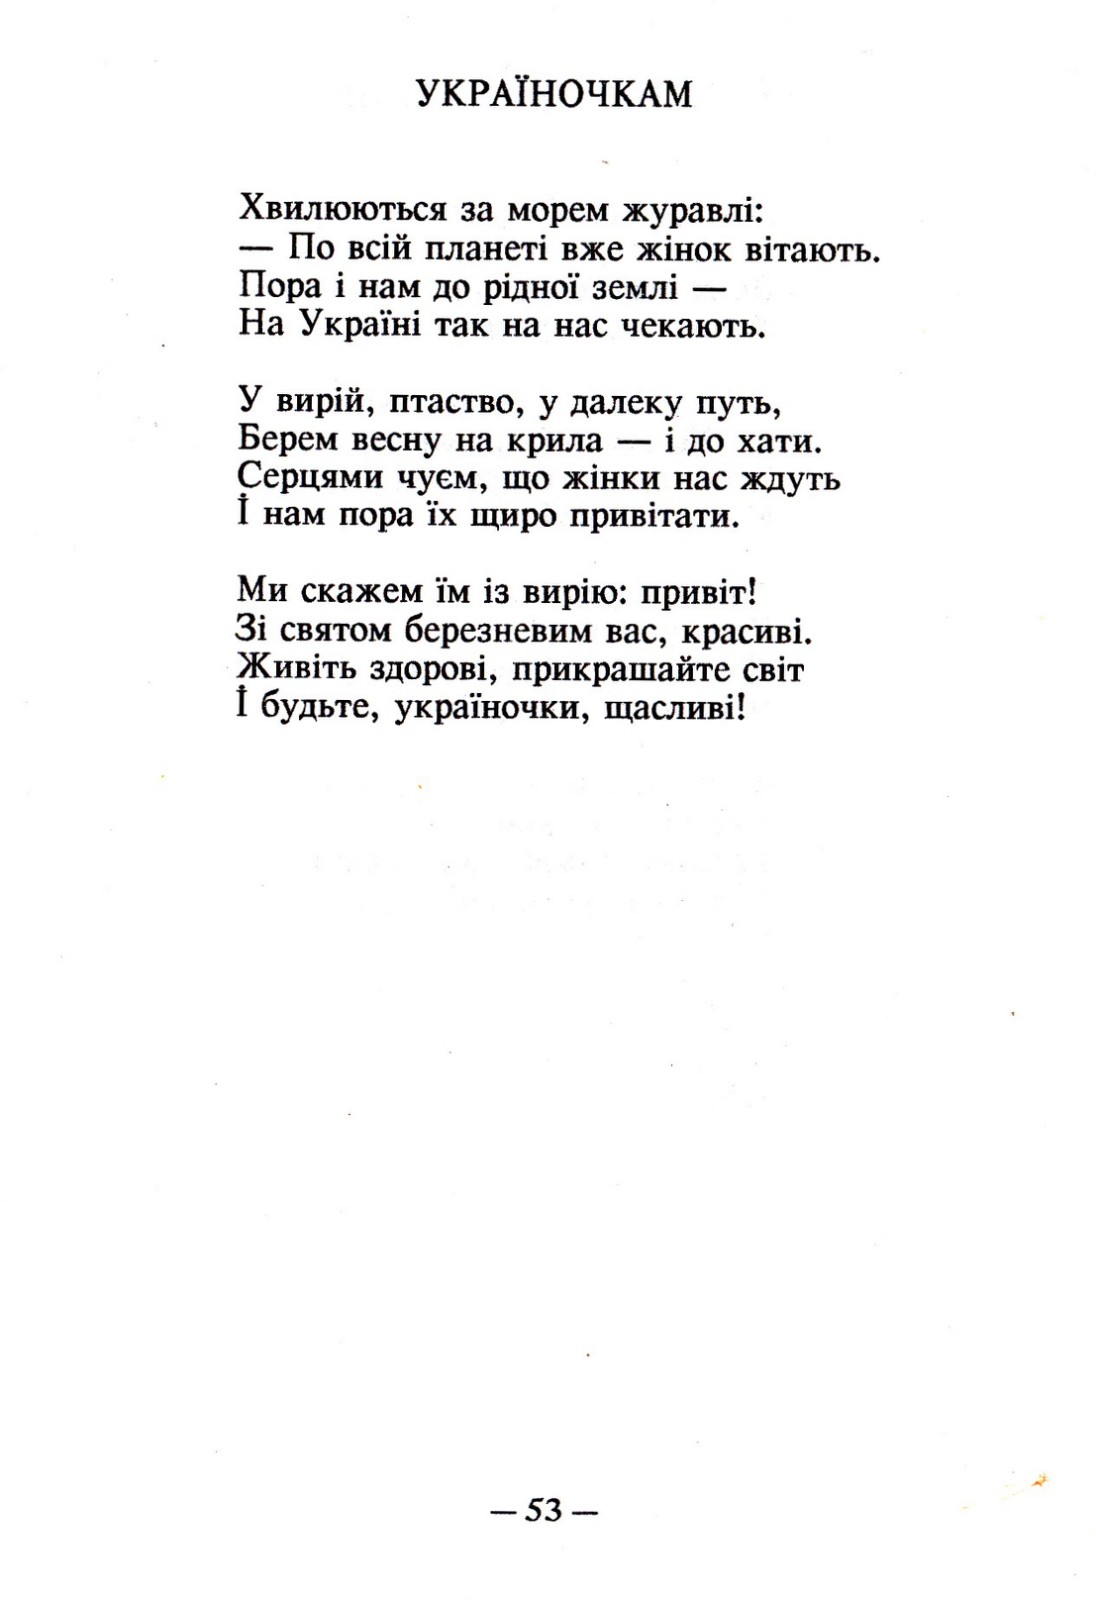 УКРАЇНОЧКАМ
Хвилюються за морем журавлі:
— По всій планеті вже жінок вітають.
Пора і нам до рідної землі —
На Україні так на нас чекають.
У вирій, птаство, у далеку путь,
Берем весну на крила — і до хати.
Серцями чуєм, що жінки нас ждуть
І нам пора їх щиро привітати.
Ми скажем їм із вирію: привіт!
Зі святом березневим вас, красиві.
Живіть здорові, прикрашайте світ
І будьте, україночки, щасливі!
— 53 —